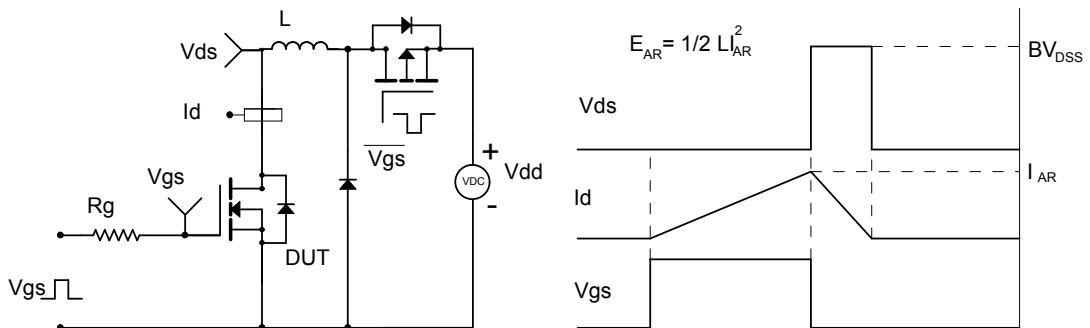 L
Vds
Id
Vgs
Vgs
Rg
DUT
Vgs
VDC
+
Vdd
-
E_AR = 1/2 LI_AR^2
BV_DSS
Vds
I_AR
Id
Vgs